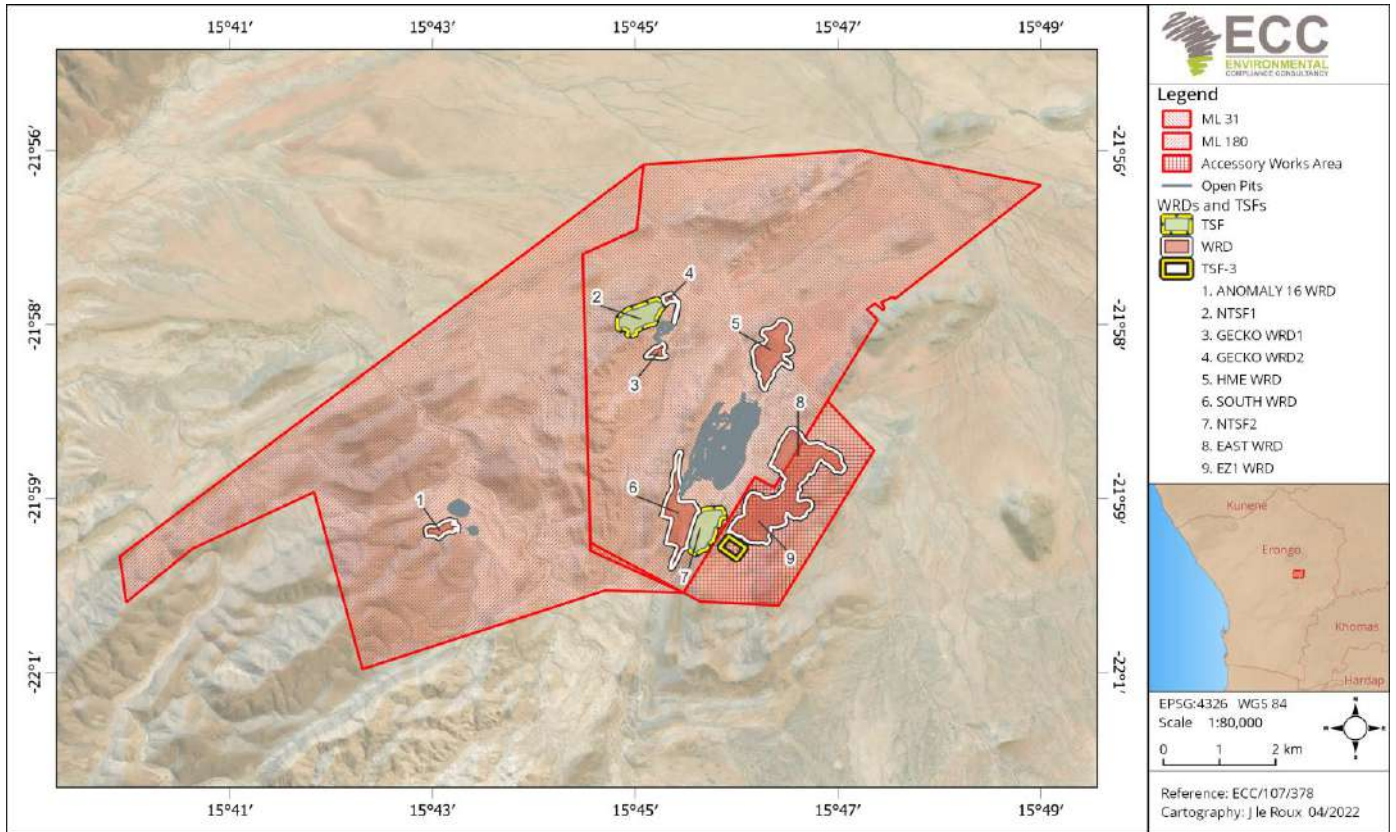 15°41′ 15°43′ 15°45′ 15°47′ 15°49′
-21°56′ -21°56′
-21°58′ -21°58′
-21°59′ -21°59′
-22°1′ -22°1′
4
2
5
3
8
6
1
9
7
15°41′ 15°43′ 15°45′ 15°47′ 15°49′
ECC
ENVIRONMENTAL
COMPLIANCE CONSULTANCY
Legend
ML 31
ML 180
Accessory Works Area
Open Pits
WRDs and TSFs
TSF
WRD
TSF-3
1. ANOMALY 16 WRD
2. NTSF1
3. GECKO WRD1
4. GECKO WRD2
5. HME WRD
6. SOUTH WRD
7. NTSF2
8. EAST WRD
9. EZ1 WRD
Kunene
Erongo
Khomas
Hardap
EPSG:4326 WGS 84
Scale 1:80,000
0 1 2 km
Reference: ECC/107/378
Cartography: J le Roux 04/2022